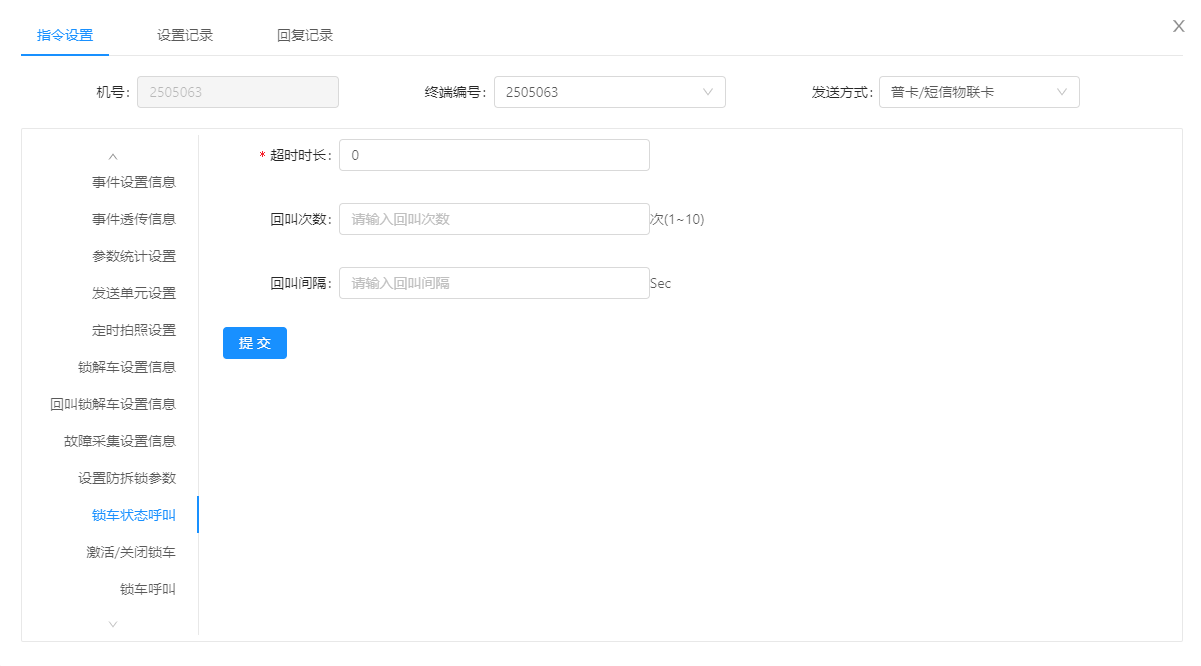 指令设置 设置记录 回复记录 X
机号: 2505063 终端编号: 2505063 发送方式: 普卡/短信物联卡
事件设置信息
事件透传信息
参数统计设置
发送单元设置
定时拍照设置
锁解车设置信息
回叫锁解车设置信息
故障采集设置信息
设置防拆锁参数
锁车状态呼叫
激活/关闭锁车
锁车呼叫
* 超时时长: 0
回叫次数: 请输入回叫次数 次(1~10)
回叫间隔: 请输入回叫间隔 Sec
提 交